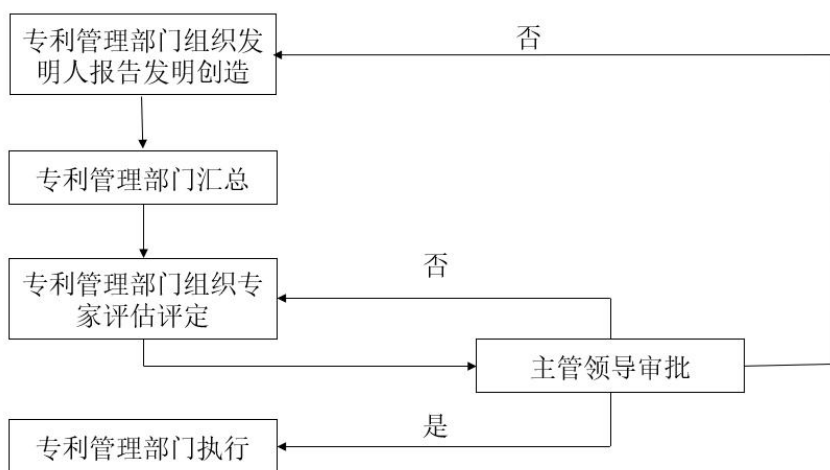 专利管理部门组织发
明人报告发明创造
否
专利管理部门汇总
专利管理部门组织专
家评估评定
否
主管领导审批
是
专利管理部门执行